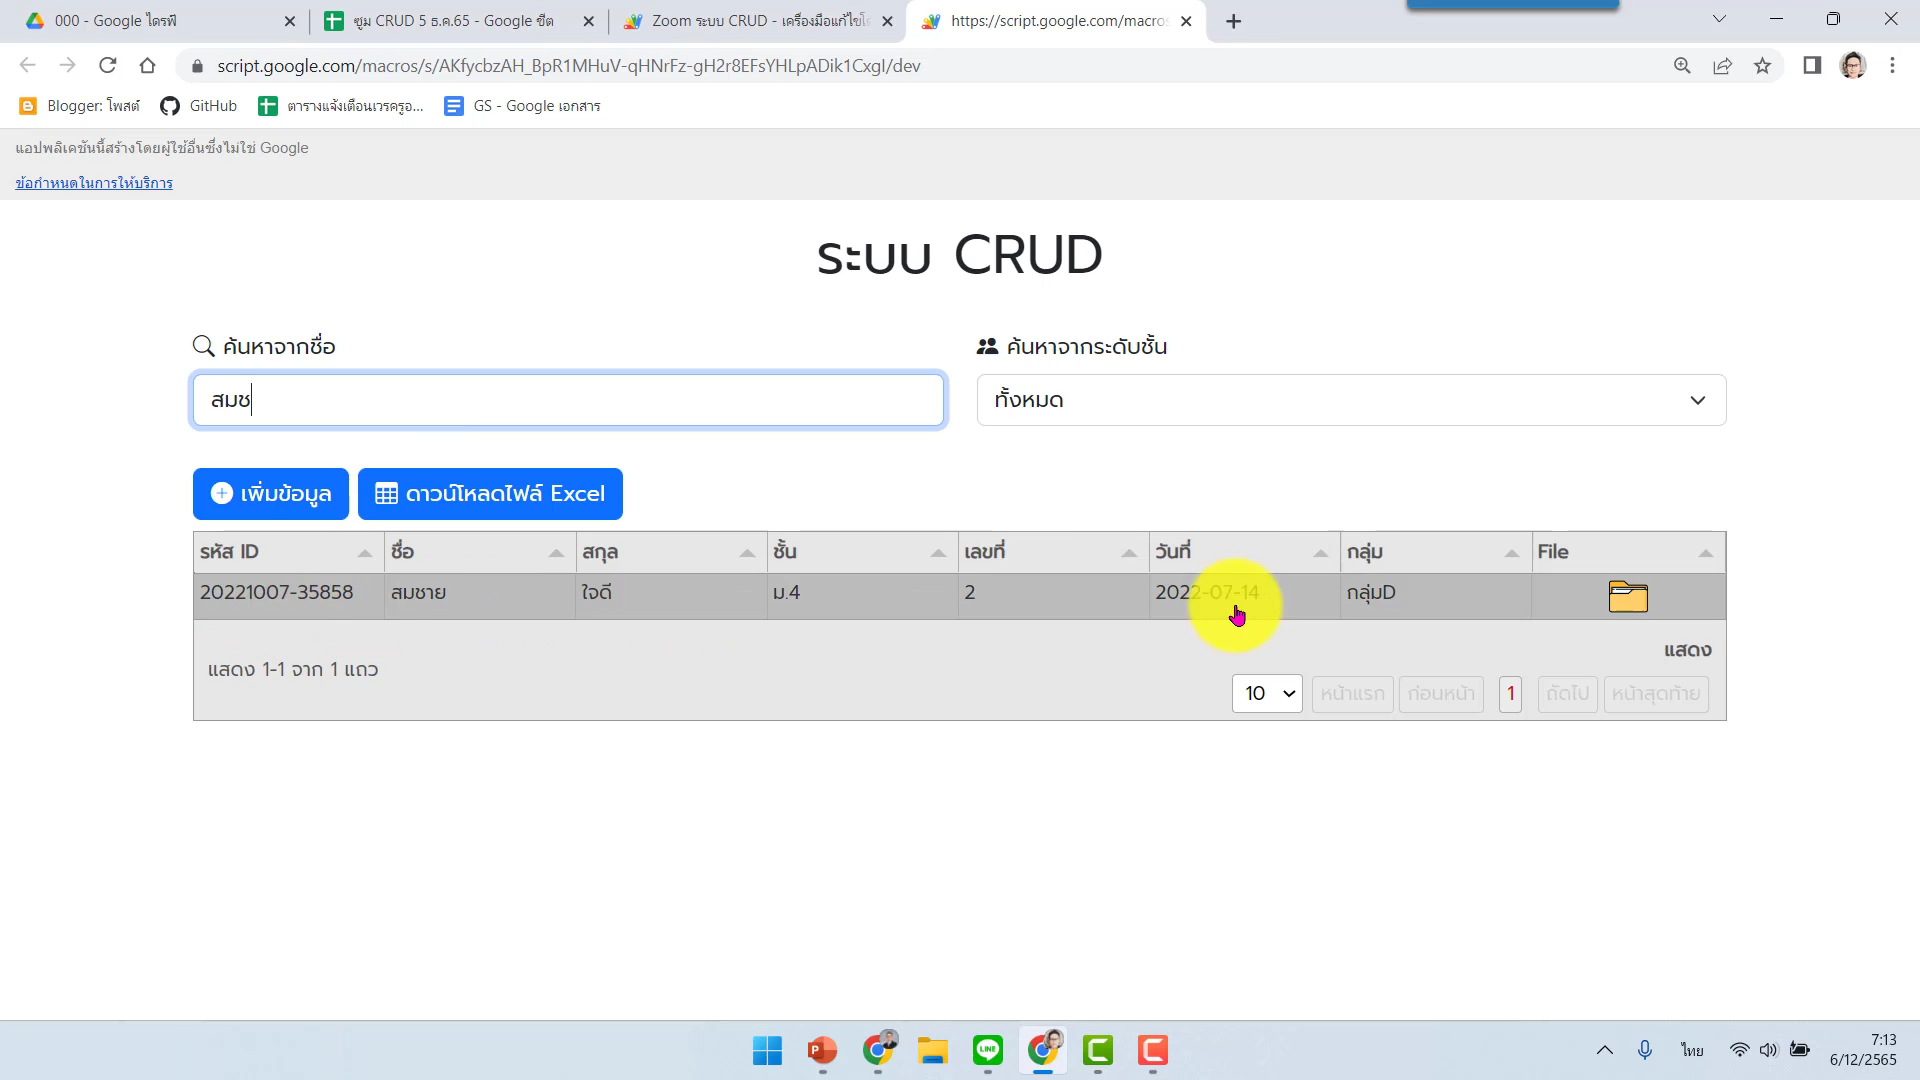 000 - Google ไดรฟ์
ซูม CRUD 5 ธ.ค.65 - Google ชีต
Zoom ระบบ CRUD - เครื่องมือแก้ไขโค
https://script.google.com/macros
script.google.com/macros/s/AKfycbzAH_BpR1MHuV-qHNrFz-gH2r8EFsYHLpADik1CxgI/dev
Blogger: โพสต์
GitHub
ตารางแจ้งเตือนเวรครูอ...
GS - Google เอกสาร
แอปพลิเคชันนี้สร้างโดยผู้ใช้อื่นซึ่งไม่ใช่ Google
ข้อกำหนดในการให้บริการ
ระบบ CRUD
ค้นหาจากชื่อ
ค้นหาจากระดับชั้น
สมช
ทั้งหมด
เพิ่มข้อมูล
ดาวน์โหลดไฟล์ Excel
รหัส ID ชื่อ สกุล ชั้น เลขที่ วันที่ กลุ่ม File
20221007-35858 สมชาย ใจดี ม.4 2 2022-07-14 กลุ่มD
แสดง
แสดง 1-1 จาก 1 แถว
10 หน้าแรก ก่อนหน้า 1 ถัดไป หน้าสุดท้าย
LINE
ไทย
7:13
6/12/2565